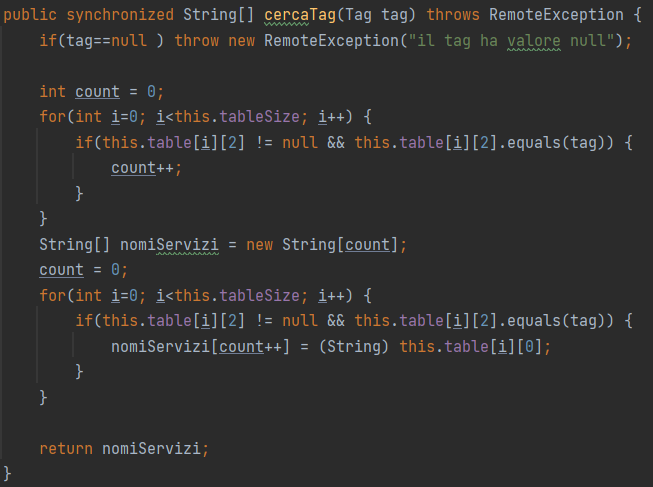 public synchronized String[] cercaTag(Tag tag) throws RemoteException {
    if(tag==null ) throw new RemoteException("il tag ha valore null");

    int count = 0;
    for(int i=0; i<this.tableSize; i++) {
        if(this.table[i][2] != null && this.table[i][2].equals(tag)) {
            count++;
        }
    }
    String[] nomiServizi = new String[count];
    count = 0;
    for(int i=0; i<this.tableSize; i++) {
        if(this.table[i][2] != null && this.table[i][2].equals(tag)) {
            nomiServizi[count++] = (String) this.table[i][0];
        }
    }

    return nomiServizi;
}